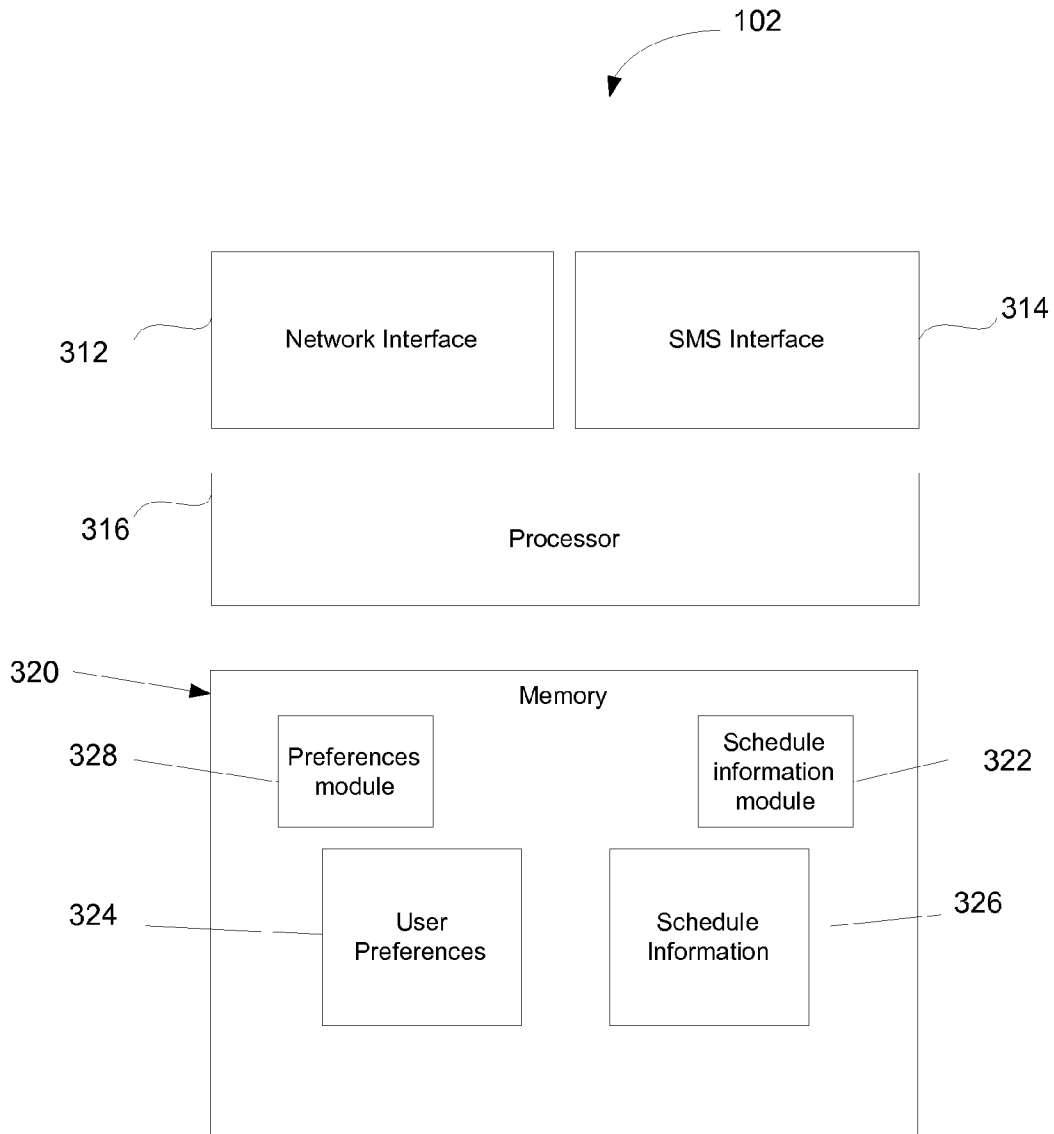 102
312
Network Interface
SMS Interface
314
316
Processor
320
Memory
328
Preferences
module
Schedule
information
module
322
324
User
Preferences
Schedule
Information
326